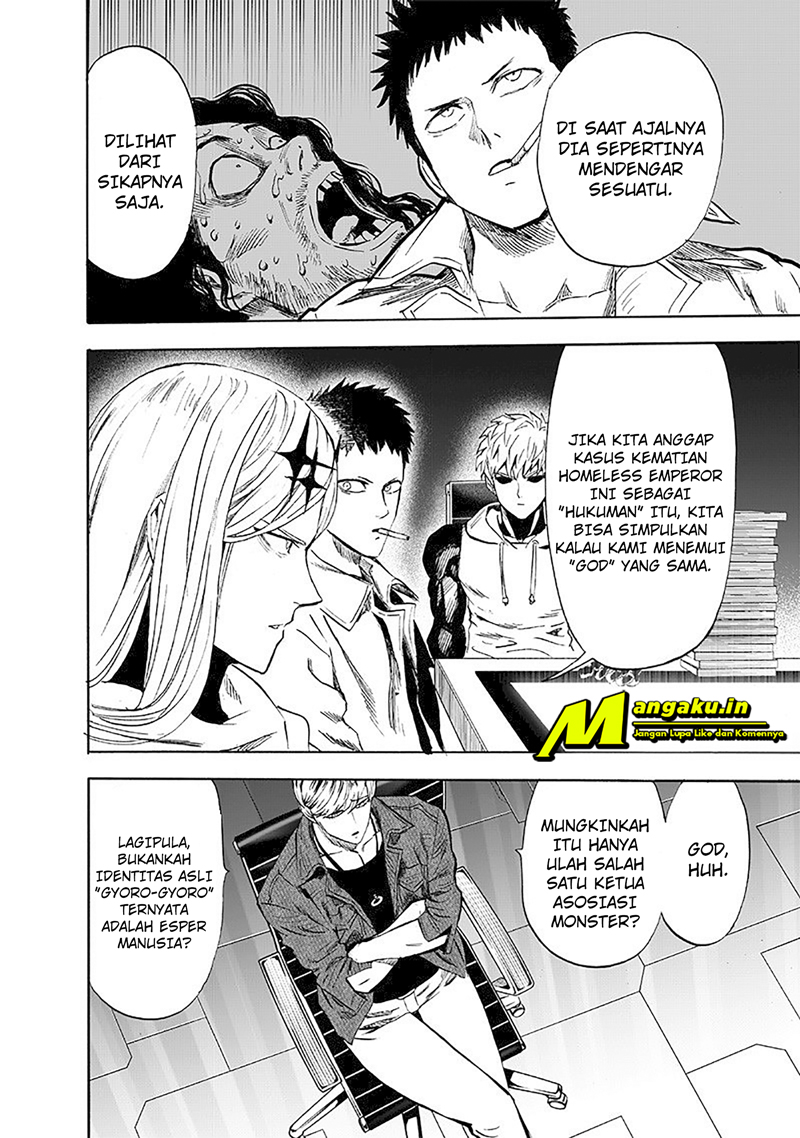 DI SAAT AJALNYA
DIA SEPERTINYA
MENDENGAR
SESUATU.
DILIHAT
DARI
SIKAPNYA
SAJA.
JIKA KITA ANGGAP
KASUS KEMATIAN
HOMELESS EMPEROR
INI SEBAGAI
"HUKUMAN" ITU, KITA
BISA SIMPULKAN
KALAU KAMI MENEMUI
"GOD" YANG SAMA.
Mangaku.in
Jangan Lupa Like dan Komennya
GOD,
HUH.
MUNGKINKAH
ITU HANYA
ULAH SALAH
SATU KETUA
ASOSIASI
MONSTER?
LAGIPULA,
BUKANKAH
IDENTITAS ASLI
"GYORO-GYORO"
TERNYATA
ADALAH ESPER
MANUSIA?